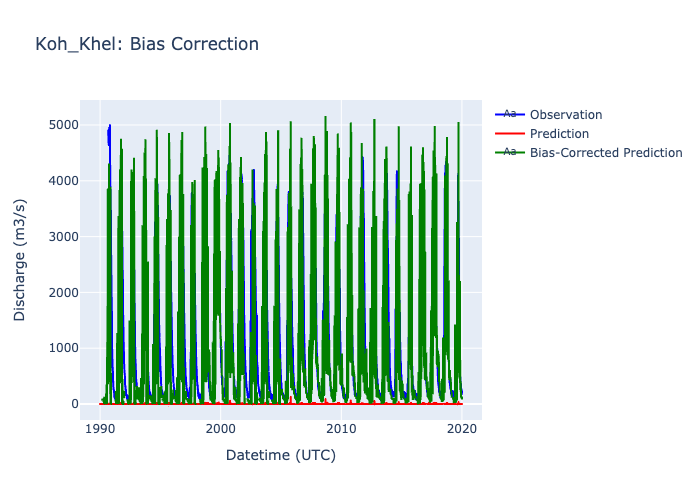 Koh_Khel: Bias Correction
Aa Observation
Prediction
Aa Bias-Corrected Prediction
5000
4000
3000
2000
1000
0
Discharge (m3/s)
1990
2000
2010
2020
Datetime (UTC)